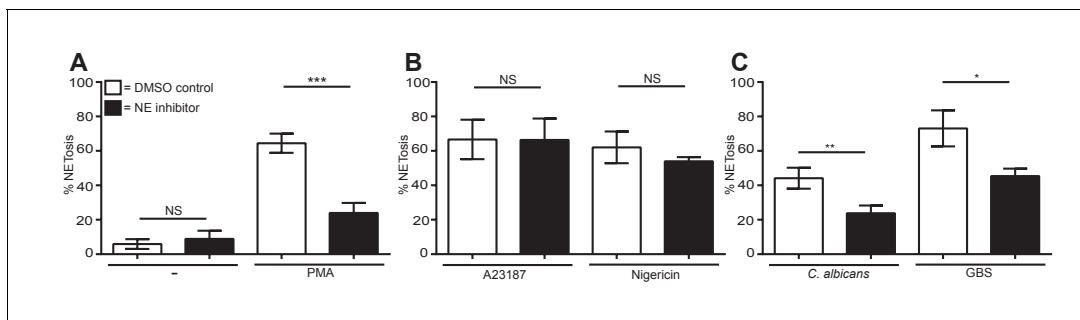 A
B
C
100
80
60
40
20
0
% NETosis
= DMSO control
= NE inhibitor
NS
***
–
PMA
100
80
60
40
20
0
% NETosis
NS
NS
A23187
Nigericin
100
80
60
40
20
0
% NETosis
**
*
C. albicans
GBS